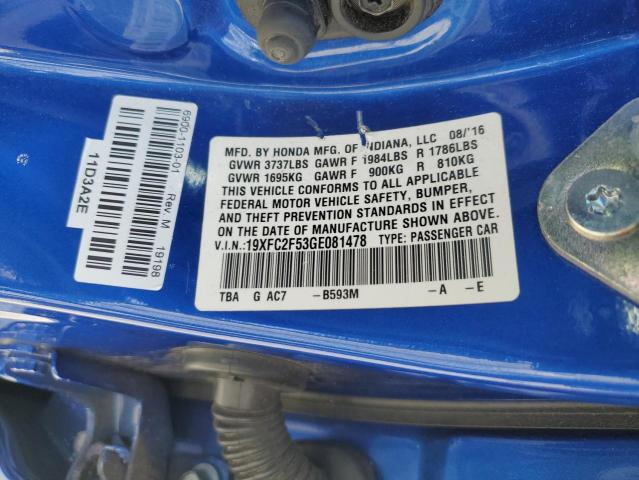 MFD. BY HONDA MFG. OF INDIANA, LLC 08/'16
GVWR 3737LBS GAWR F 1984LBS R 1786LBS
GVWR 1695KG GAWR F 900KG R 810KG
THIS VEHICLE CONFORMS TO ALL APPLICABLE
FEDERAL MOTOR VEHICLE SAFETY, BUMPER,
AND THEFT PREVENTION STANDARDS IN EFFECT
ON THE DATE OF MANUFACTURE SHOWN ABOVE.
V.I.N.: 19XFC2F53GE081478 TYPE: PASSENGER CAR
TBA G AC7 -B593M -A -E
6900-1103-01 Rev. M 19198
11D3A2E